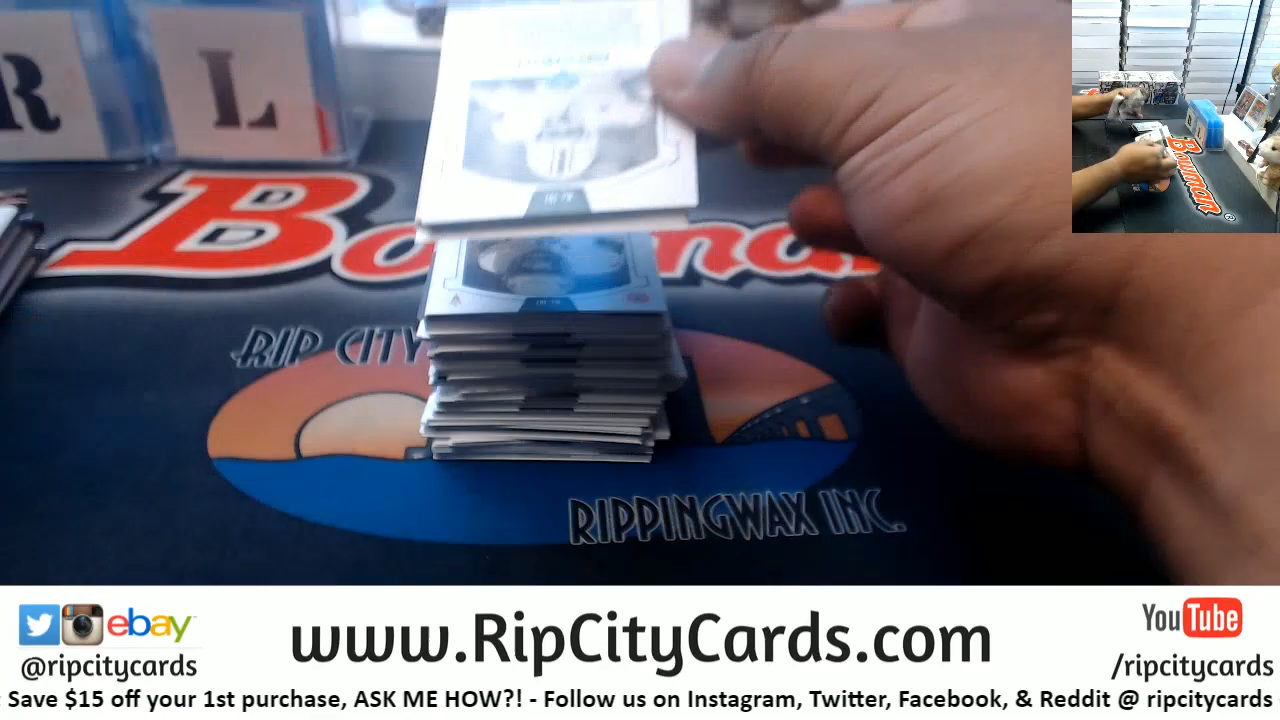 R L
Bowman
RIP CITY
RIPPINGWAX INC.
Bowman
ebay
www.RipCityCards.com
YouTube
@ripcitycards
/ripcitycards
: Save $15 off your 1st purchase, ASK ME HOW?! - Follow us on Instagram, Twitter, Facebook, & Reddit @ ripcitycards